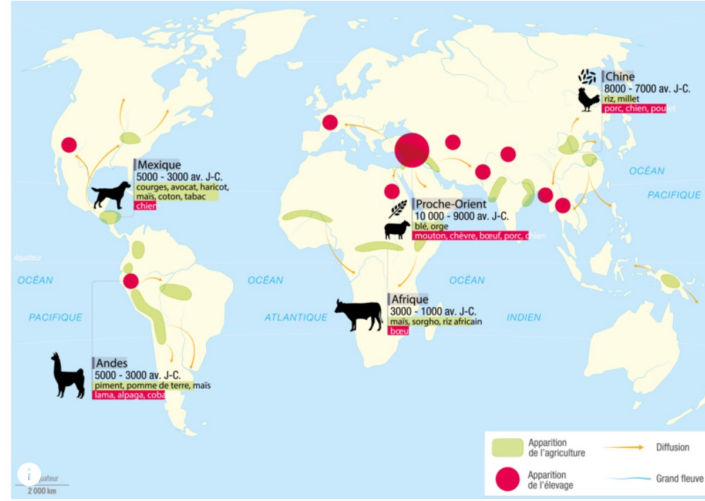 Chine
8000 - 7000 av. J-C.
riz, millet
porc, chien, poulet
Mexique
5000 - 3000 av. J-C.
courges, avocat, haricot,
maïs, coton, tabac
chien
OCÉAN
PACIFIQUE
Proche-Orient
10 000 - 9000 av. J-C.
blé, orge
mouton, chèvre, bœuf, porc, chien
OCÉAN
PACIFIQUE
OCÉAN
ATLANTIQUE
OCÉAN
INDIEN
Afrique
3000 - 1000 av. J-C.
maïs, sorgho, riz africain
bœu
Andes
5000 - 3000 av. J-C.
piment, pomme de terre, maïs
lama, alpaga, coba
Apparition
de l'agriculture
Diffusion
Apparition
de l'élevage
Grand fleuve
i
2 000 km